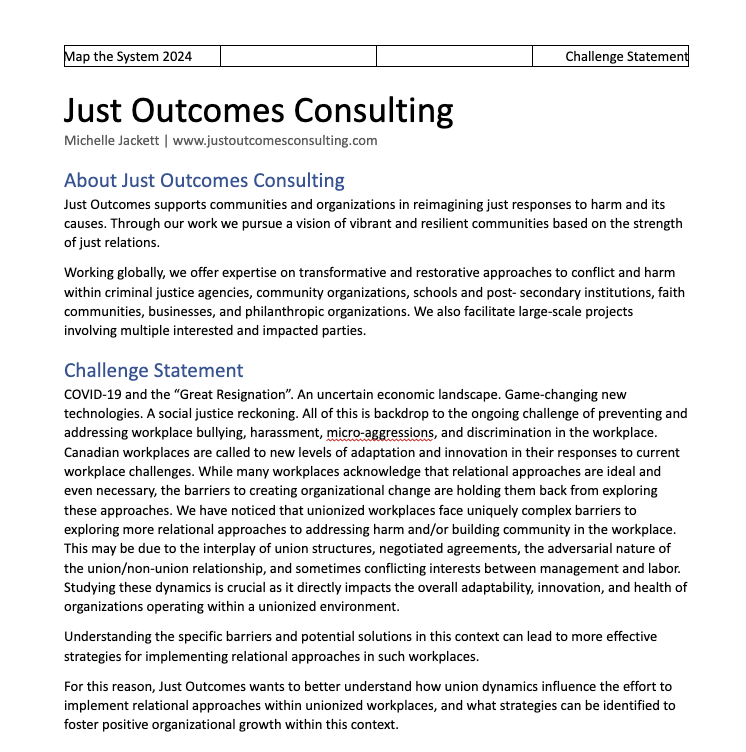 Map the System 2024 Challenge Statement
Just Outcomes Consulting
Michelle Jackett | www.justoutcomesconsulting.com
About Just Outcomes Consulting
Just Outcomes supports communities and organizations in reimagining just responses to harm and its
causes. Through our work we pursue a vision of vibrant and resilient communities based on the strength
of just relations.
Working globally, we offer expertise on transformative and restorative approaches to conflict and harm
within criminal justice agencies, community organizations, schools and post- secondary institutions, faith
communities, businesses, and philanthropic organizations. We also facilitate large-scale projects
involving multiple interested and impacted parties.
Challenge Statement
COVID-19 and the “Great Resignation”. An uncertain economic landscape. Game-changing new
technologies. A social justice reckoning. All of this is backdrop to the ongoing challenge of preventing and
addressing workplace bullying, harassment, micro-aggressions, and discrimination in the workplace.
Canadian workplaces are called to new levels of adaptation and innovation in their responses to current
workplace challenges. While many workplaces acknowledge that relational approaches are ideal and
even necessary, the barriers to creating organizational change are holding them back from exploring
these approaches. We have noticed that unionized workplaces face uniquely complex barriers to
exploring more relational approaches to addressing harm and/or building community in the workplace.
This may be due to the interplay of union structures, negotiated agreements, the adversarial nature of
the union/non-union relationship, and sometimes conflicting interests between management and labor.
Studying these dynamics is crucial as it directly impacts the overall adaptability, innovation, and health of
organizations operating within a unionized environment.
Understanding the specific barriers and potential solutions in this context can lead to more effective
strategies for implementing relational approaches in such workplaces.
For this reason, Just Outcomes wants to better understand how union dynamics influence the effort to
implement relational approaches within unionized workplaces, and what strategies can be identified to
foster positive organizational growth within this context.